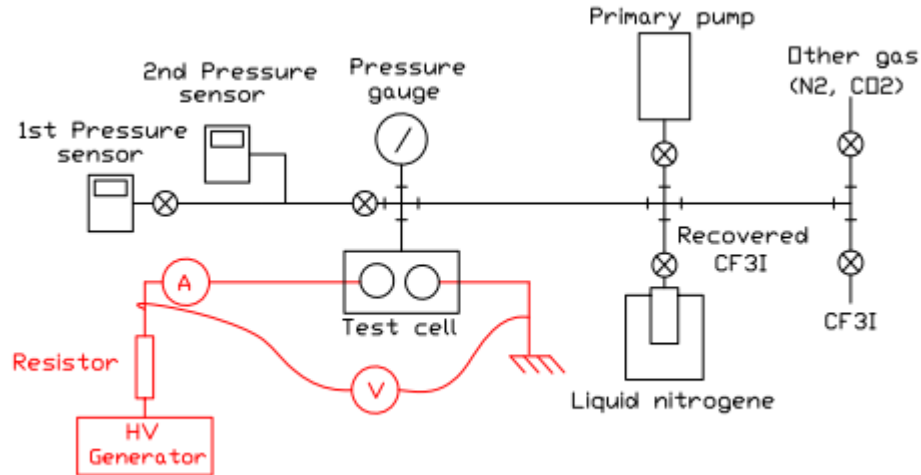 Primary pump
Other gas
(N2, CO2)
2nd Pressure
sensor
Pressure
gauge
1st Pressure
sensor
Recovered
CF3I
A
Test cell
CF3I
Resistor
V
Liquid nitrogene
HV
Generator